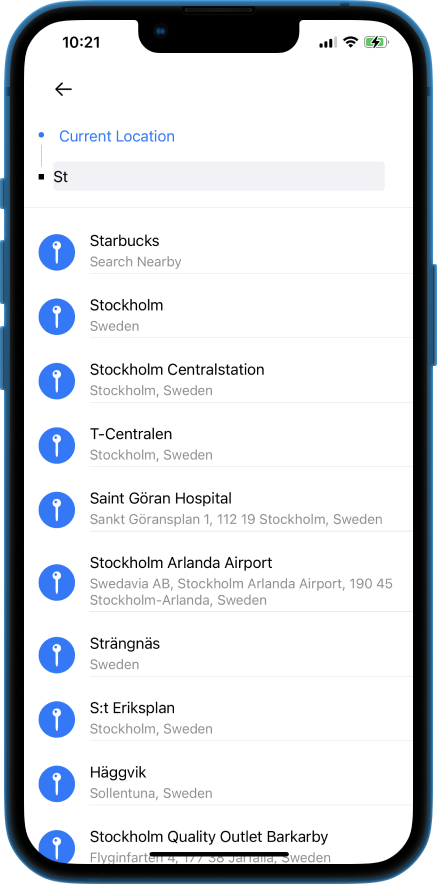 10:21
Current Location
St
Starbucks
Search Nearby
Stockholm
Sweden
Stockholm Centralstation
Stockholm, Sweden
T-Centralen
Stockholm, Sweden
Saint Göran Hospital
Sankt Göransplan 1, 112 19 Stockholm, Sweden
Stockholm Arlanda Airport
Swedavia AB, Stockholm Arlanda Airport, 190 45
Stockholm-Arlanda, Sweden
Strängnäs
Sweden
S:t Eriksplan
Stockholm, Sweden
Häggvik
Sollentuna, Sweden
Stockholm Quality Outlet Barkarby
Flyginfarten 4, 177 38 Järfälla, Sweden